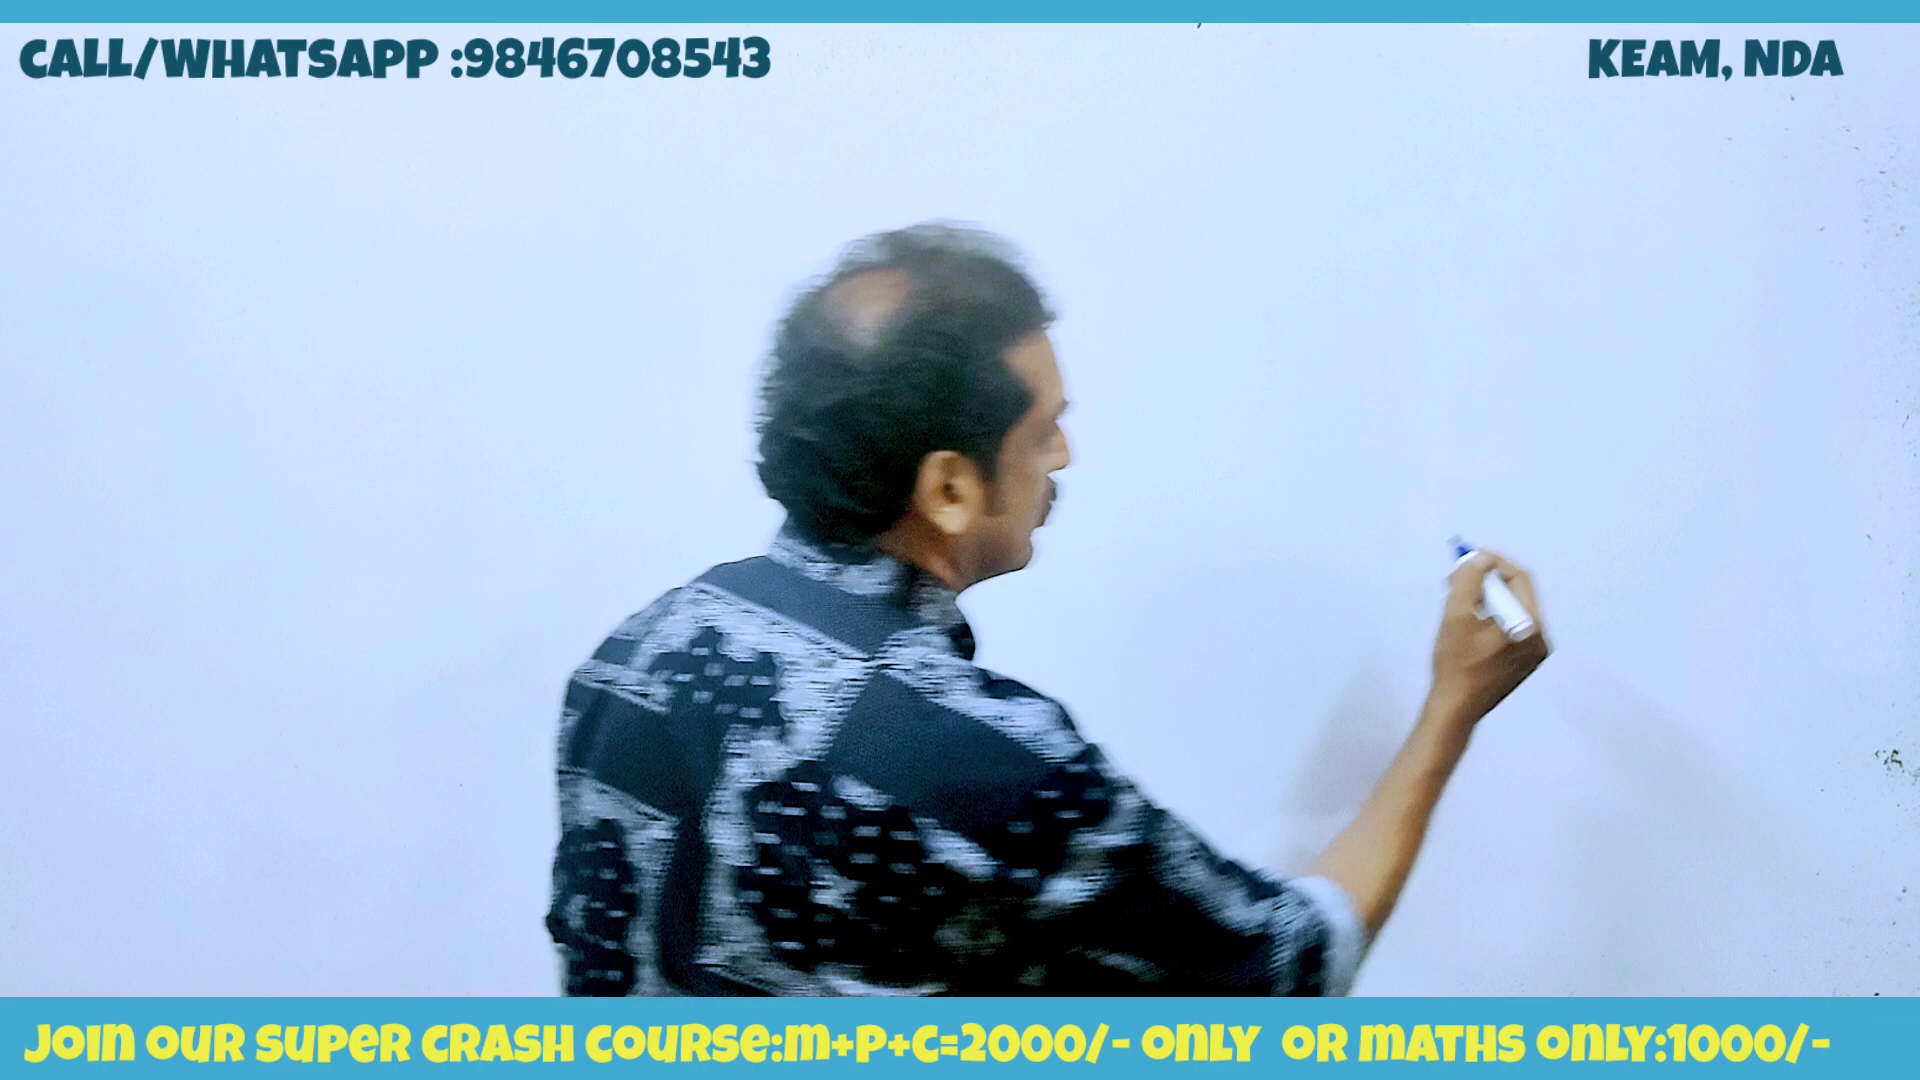 CALL/WHATSAPP :9846708543
KEAM, NDA
JOIN OUR SUPER CRASH COURSE:M+P+C=2000/- ONLY OR MATHS ONLY:1000/-